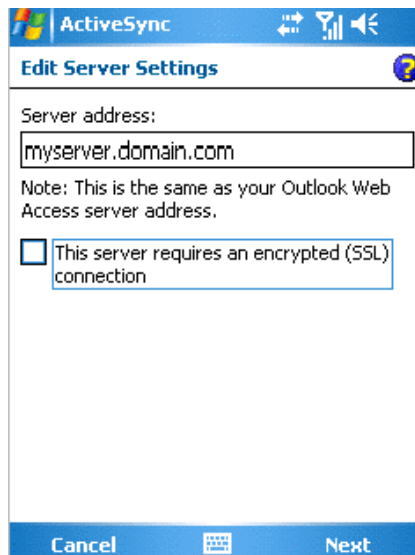 ActiveSync
Edit Server Settings
?
Server address:
myserver.domain.com
Note: This is the same as your Outlook Web
Access server address.
This server requires an encrypted (SSL)
connection
Cancel Next